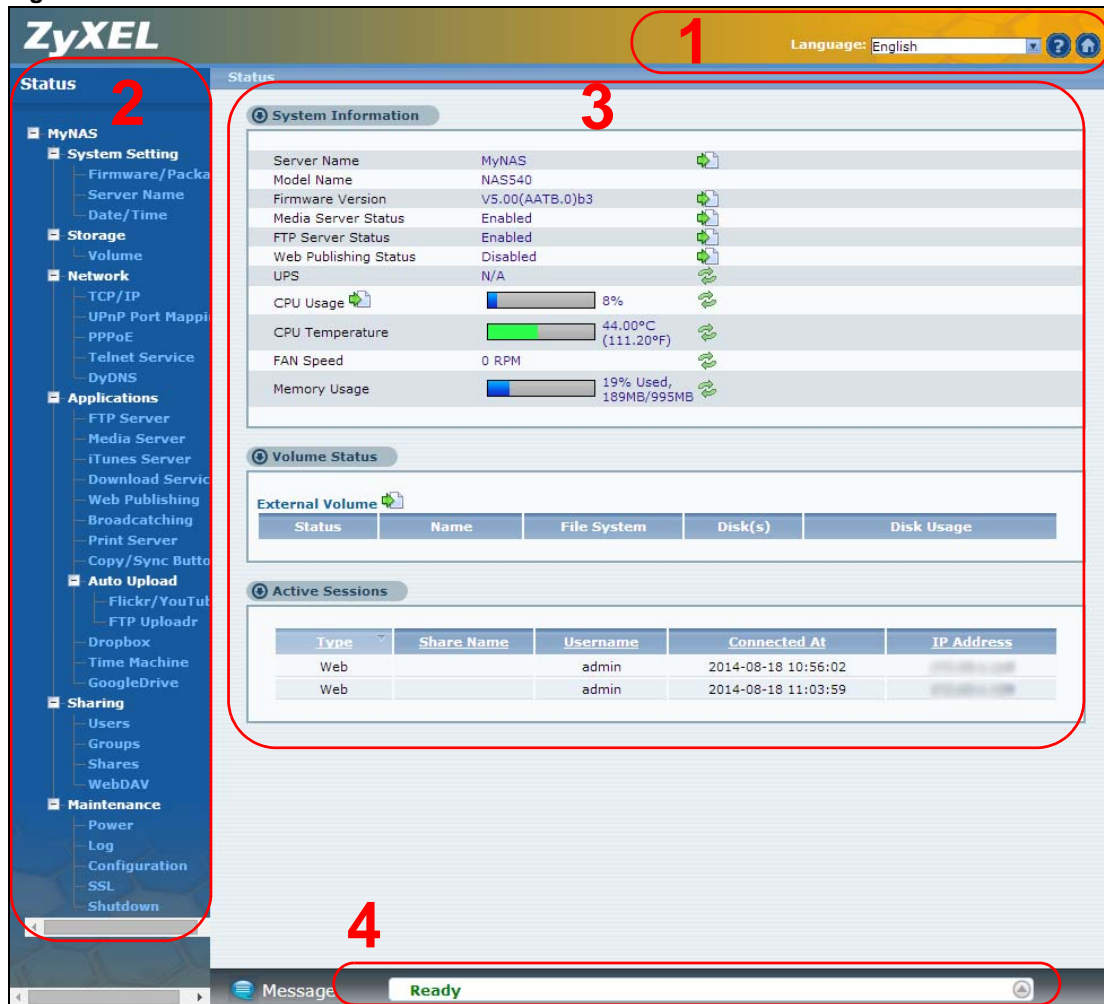 ZyXEL
1
Language: English
?
Status
Status
2
3
MyNAS
System Setting
Firmware/Packa
Server Name
Date/Time
Storage
Volume
Network
TCP/IP
UPnP Port Mappi
PPPoE
Telnet Service
DyDNS
Applications
FTP Server
Media Server
iTunes Server
Download Servic
Web Publishing
Broadcatching
Print Server
Copy/Sync Butto
Auto Upload
Flickr/YouTub
FTP Uploadr
Dropbox
Time Machine
GoogleDrive
Sharing
Users
Groups
Shares
WebDAV
Maintenance
Power
Log
Configuration
SSL
Shutdown
System Information
Server Name MyNAS
Model Name NAS540
Firmware Version V5.00(AATB.0)b3
Media Server Status Enabled
FTP Server Status Enabled
Web Publishing Status Disabled
UPS N/A
CPU Usage 8%
CPU Temperature 44.00°C
(111.20°F)
FAN Speed 0 RPM
Memory Usage 19% Used,
189MB/995MB
Volume Status
External Volume
Status Name File System Disk(s) Disk Usage
Active Sessions
Type Share Name Username Connected At IP Address
Web admin 2014-08-18 10:56:02
Web admin 2014-08-18 11:03:59
4
Message Ready